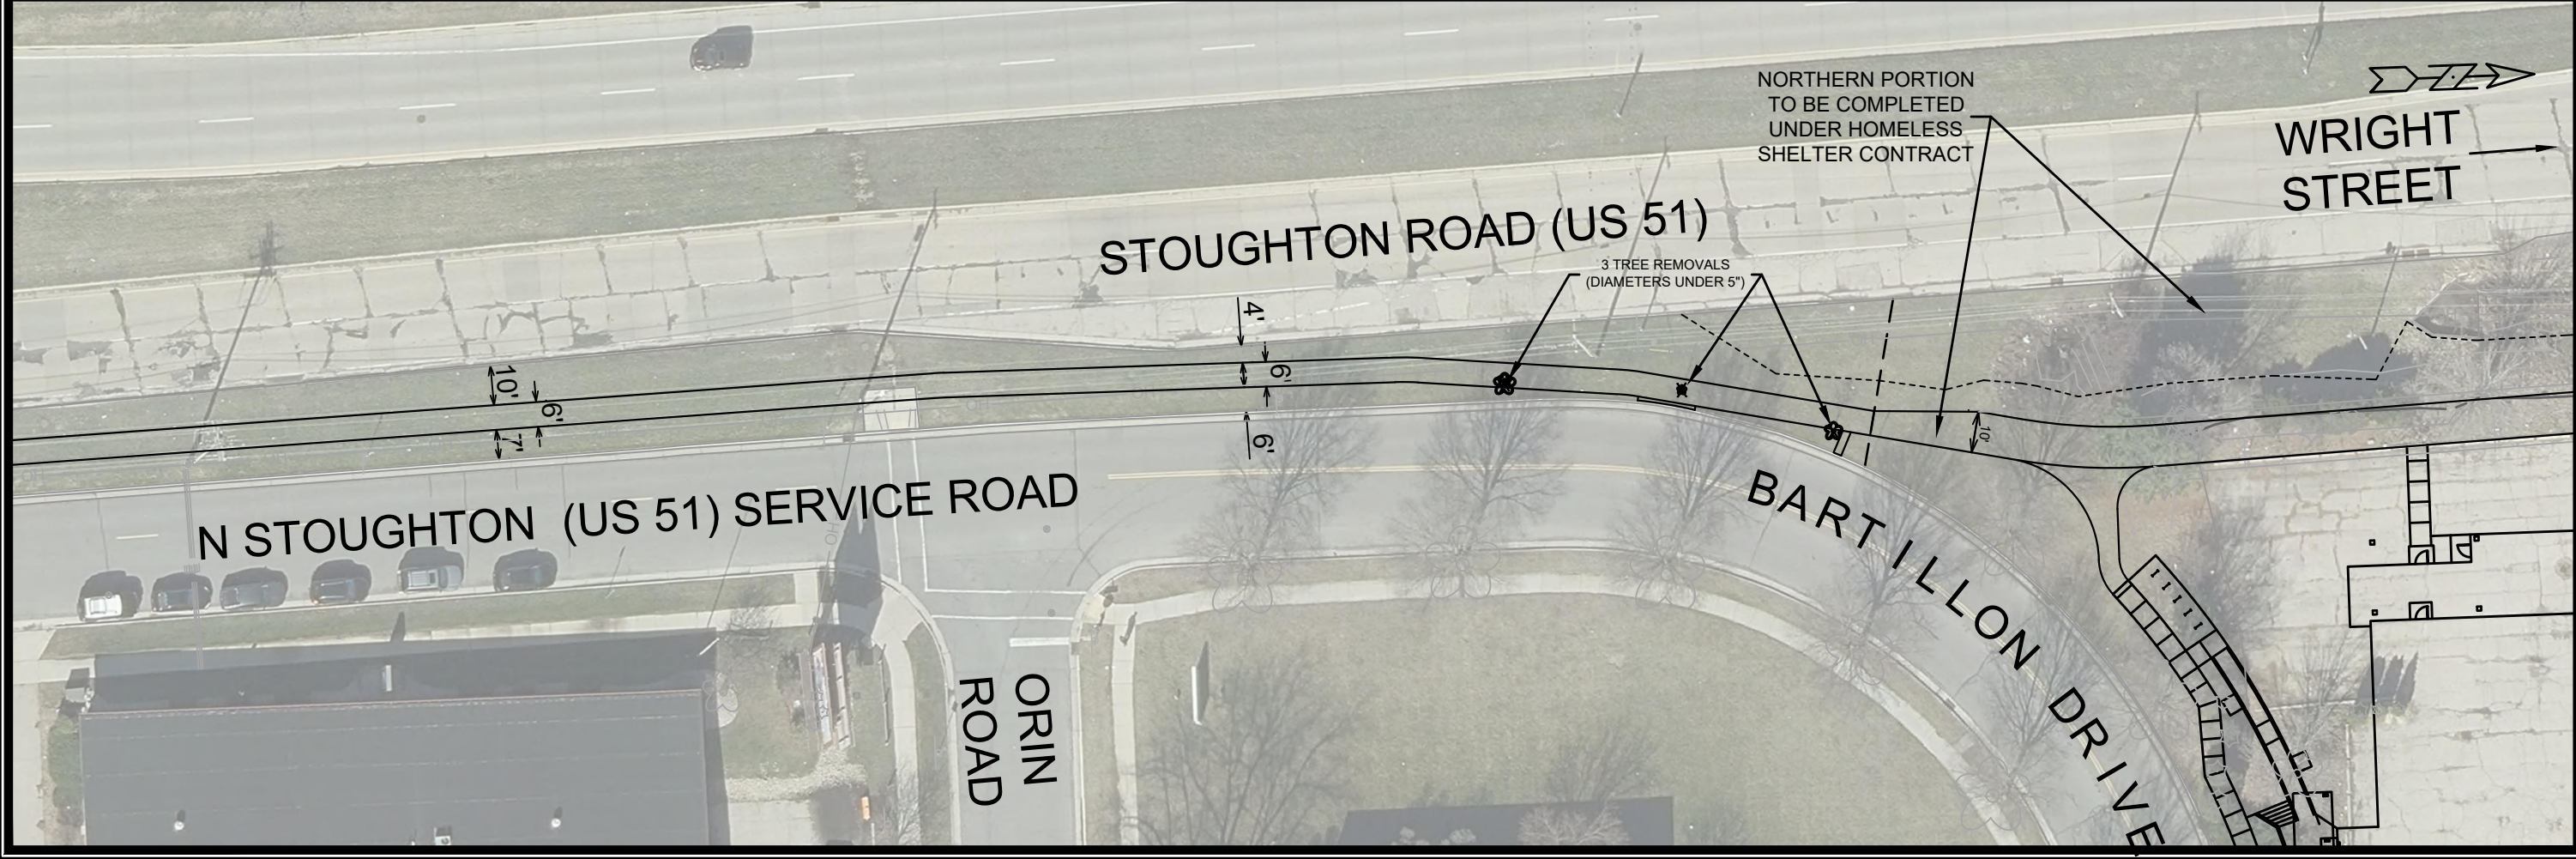 NORTHERN PORTION
TO BE COMPLETED
UNDER HOMELESS
SHELTER CONTRACT
WRIGHT
STREET
STOUGHTON ROAD (US 51)
3 TREE REMOVALS
(DIAMETERS UNDER 5")
4'
6'
6'
10'
6'
7'
10'
N STOUGHTON (US 51) SERVICE ROAD
BARTILLON DRIVE
ORIN
ROAD